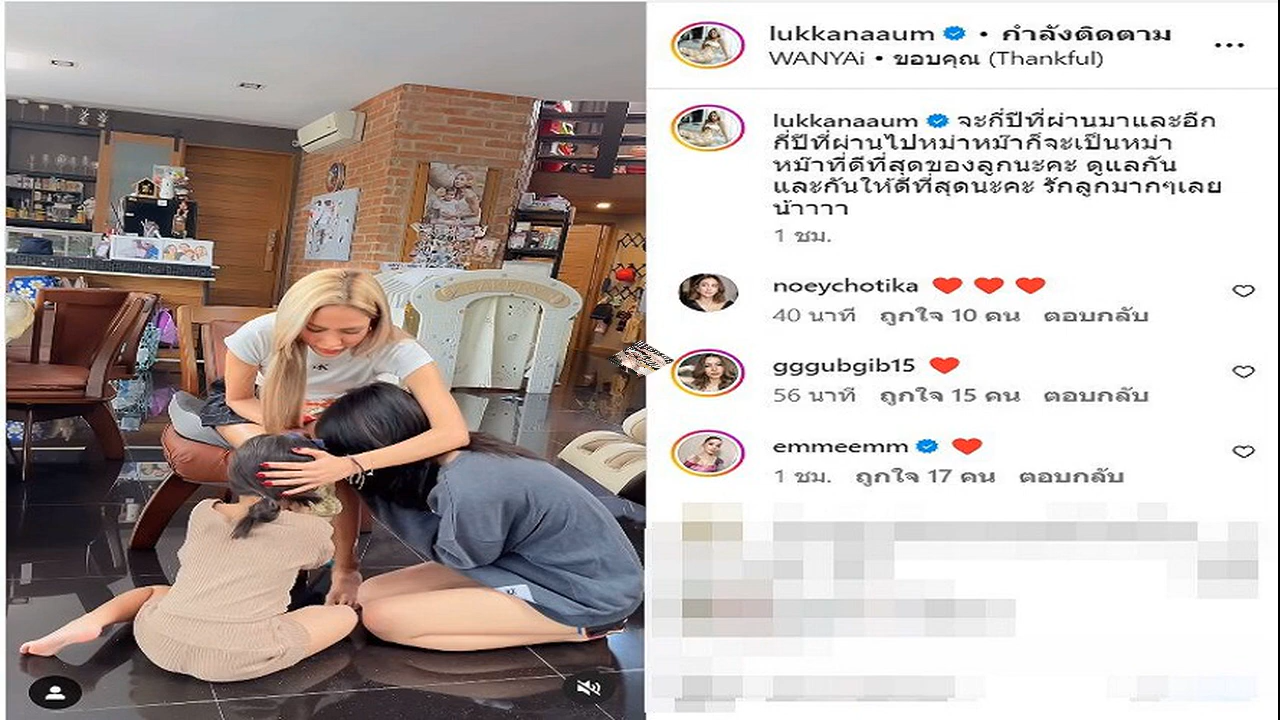 lukkanaaum • กำลังติดตาม
WANYAi • ขอบคุณ (Thankful)
lukkanaaum จะกี่ปีที่ผ่านมาและอีก
กี่ปีที่ผ่านไปหม่าหม๊าก็จะเป็นหม่า
หม๊าที่ดีที่สุดของลูกนะคะ ดูแลกัน
และกันให้ดีที่สุดนะคะ รักลูกมากๆเลย
น้าาาา
1 ชม.
noeychotika ❤️ ❤️ ❤️
40 นาที ถูกใจ 10 คน ตอบกลับ
gggubgib15 ❤️
56 นาที ถูกใจ 15 คน ตอบกลับ
emmeemm ❤️
1 ชม. ถูกใจ 17 คน ตอบกลับ